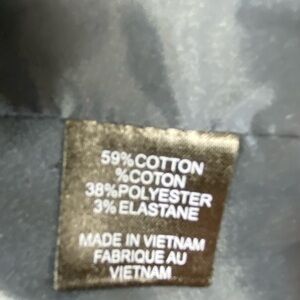 59%COTTON
%COTON
38%POLYESTER
3% ELASTANE
MADE IN VIETNAM
FABRIQUE AU
VIETNAM